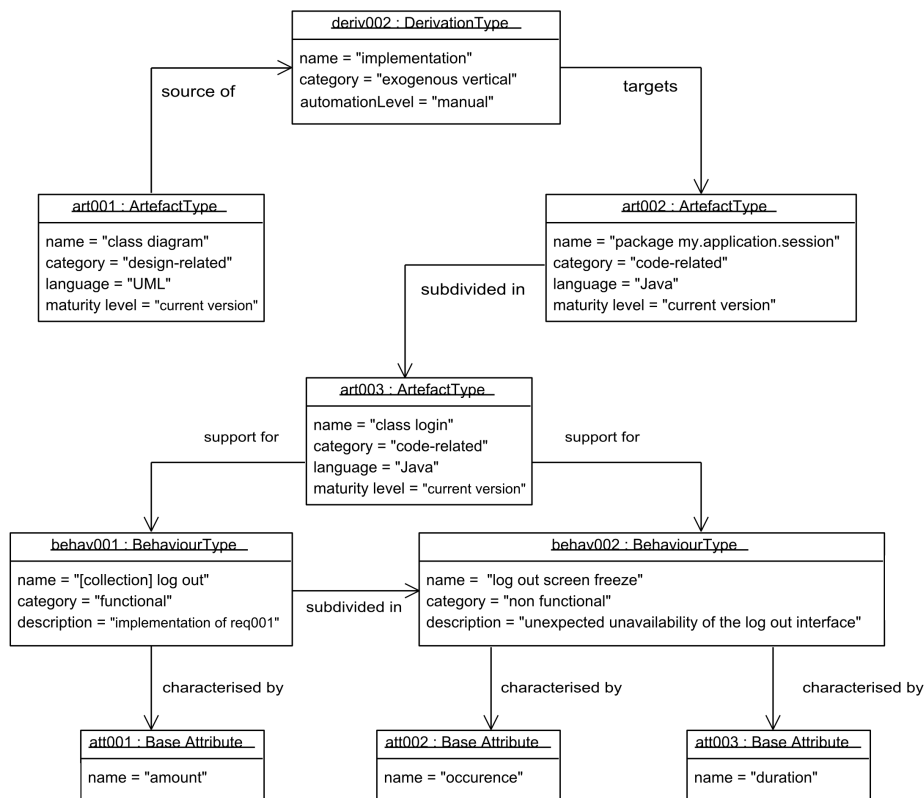 deriv002 : DerivationType
name = "implementation"
category = "exogenous vertical"
automationLevel = "manual"
source of
targets
art001 : ArtefactType
name = "class diagram"
category = "design-related"
language = "UML"
maturity level = "current version"
art002 : ArtefactType
name = "package my.application.session"
category = "code-related"
language = "Java"
maturity level = "current version"
subdivided in
art003 : ArtefactType
name = "class login"
category = "code-related"
language = "Java"
maturity level = "current version"
support for
support for
behav001 : BehaviourType
name = "[collection] log out"
category = "functional"
description = "implementation of req001"
subdivided in
behav002 : BehaviourType
name =  "log out screen freeze"
category = "non functional"
description = "unexpected unavailability of the log out interface"
characterised by
characterised by
characterised by
att001 : Base Attribute
name = "amount"
att002 : Base Attribute
name = "occurence"
att003 : Base Attribute
name = "duration"